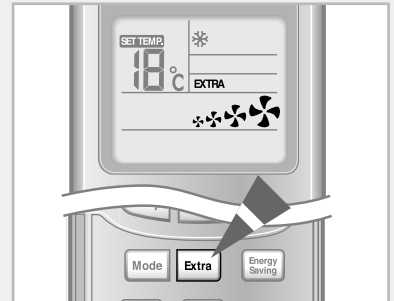 SET TEMP.
18°C
EXTRA
Mode
Extra
Energy
Saving